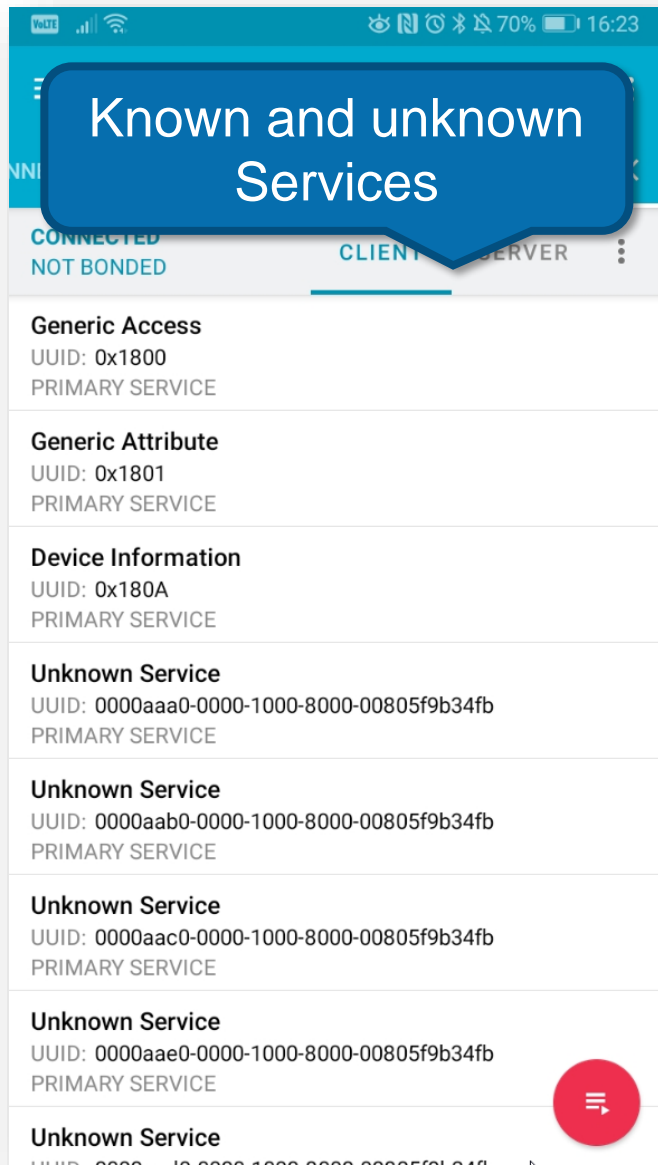 VoLTE 70% 16:23
Known and unknown
Services
CONNECTED
NOT BONDED
CLIENT SERVER
Generic Access
UUID: 0x1800
PRIMARY SERVICE
Generic Attribute
UUID: 0x1801
PRIMARY SERVICE
Device Information
UUID: 0x180A
PRIMARY SERVICE
Unknown Service
UUID: 0000aaa0-0000-1000-8000-00805f9b34fb
PRIMARY SERVICE
Unknown Service
UUID: 0000aab0-0000-1000-8000-00805f9b34fb
PRIMARY SERVICE
Unknown Service
UUID: 0000aac0-0000-1000-8000-00805f9b34fb
PRIMARY SERVICE
Unknown Service
UUID: 0000aae0-0000-1000-8000-00805f9b34fb
PRIMARY SERVICE
Unknown Service